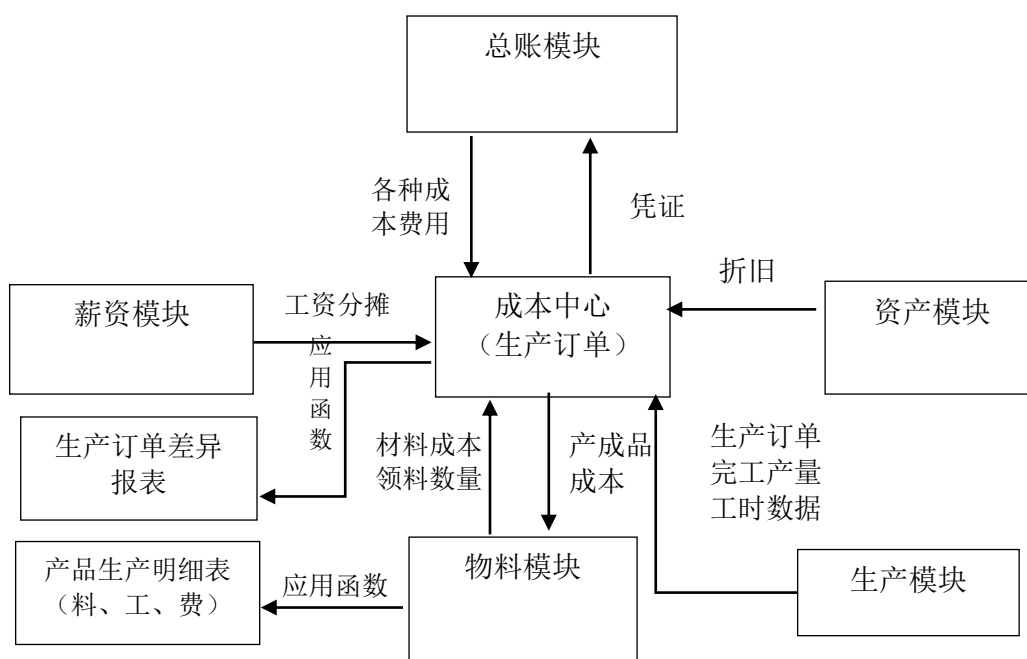 总账模块
各种成
本费用
凭证
薪资模块
工资分摊
成本中心
（生产订单）
折旧
资产模块
应
用
函
数
生产订单差异
报表
材料成本
领料数量
产成品
成本
生产订单
完工产量
工时数据
产品生产明细表
（料、工、费）
应用函数
物料模块
生产模块